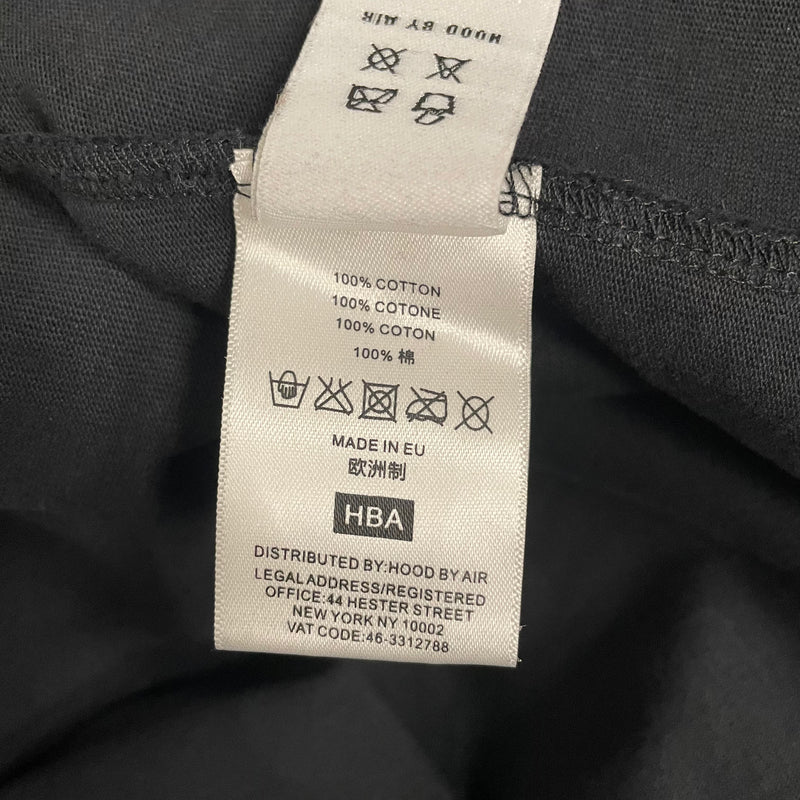 HOOD BY AIR
100% COTTON
100% COTONE
100% COTON
100% 棉
MADE IN EU
欧洲制
HBA
DISTRIBUTED BY:HOOD BY AIR
LEGAL ADDRESS/REGISTERED
OFFICE:44 HESTER STREET
NEW YORK NY 10002
VAT CODE:46-3312788